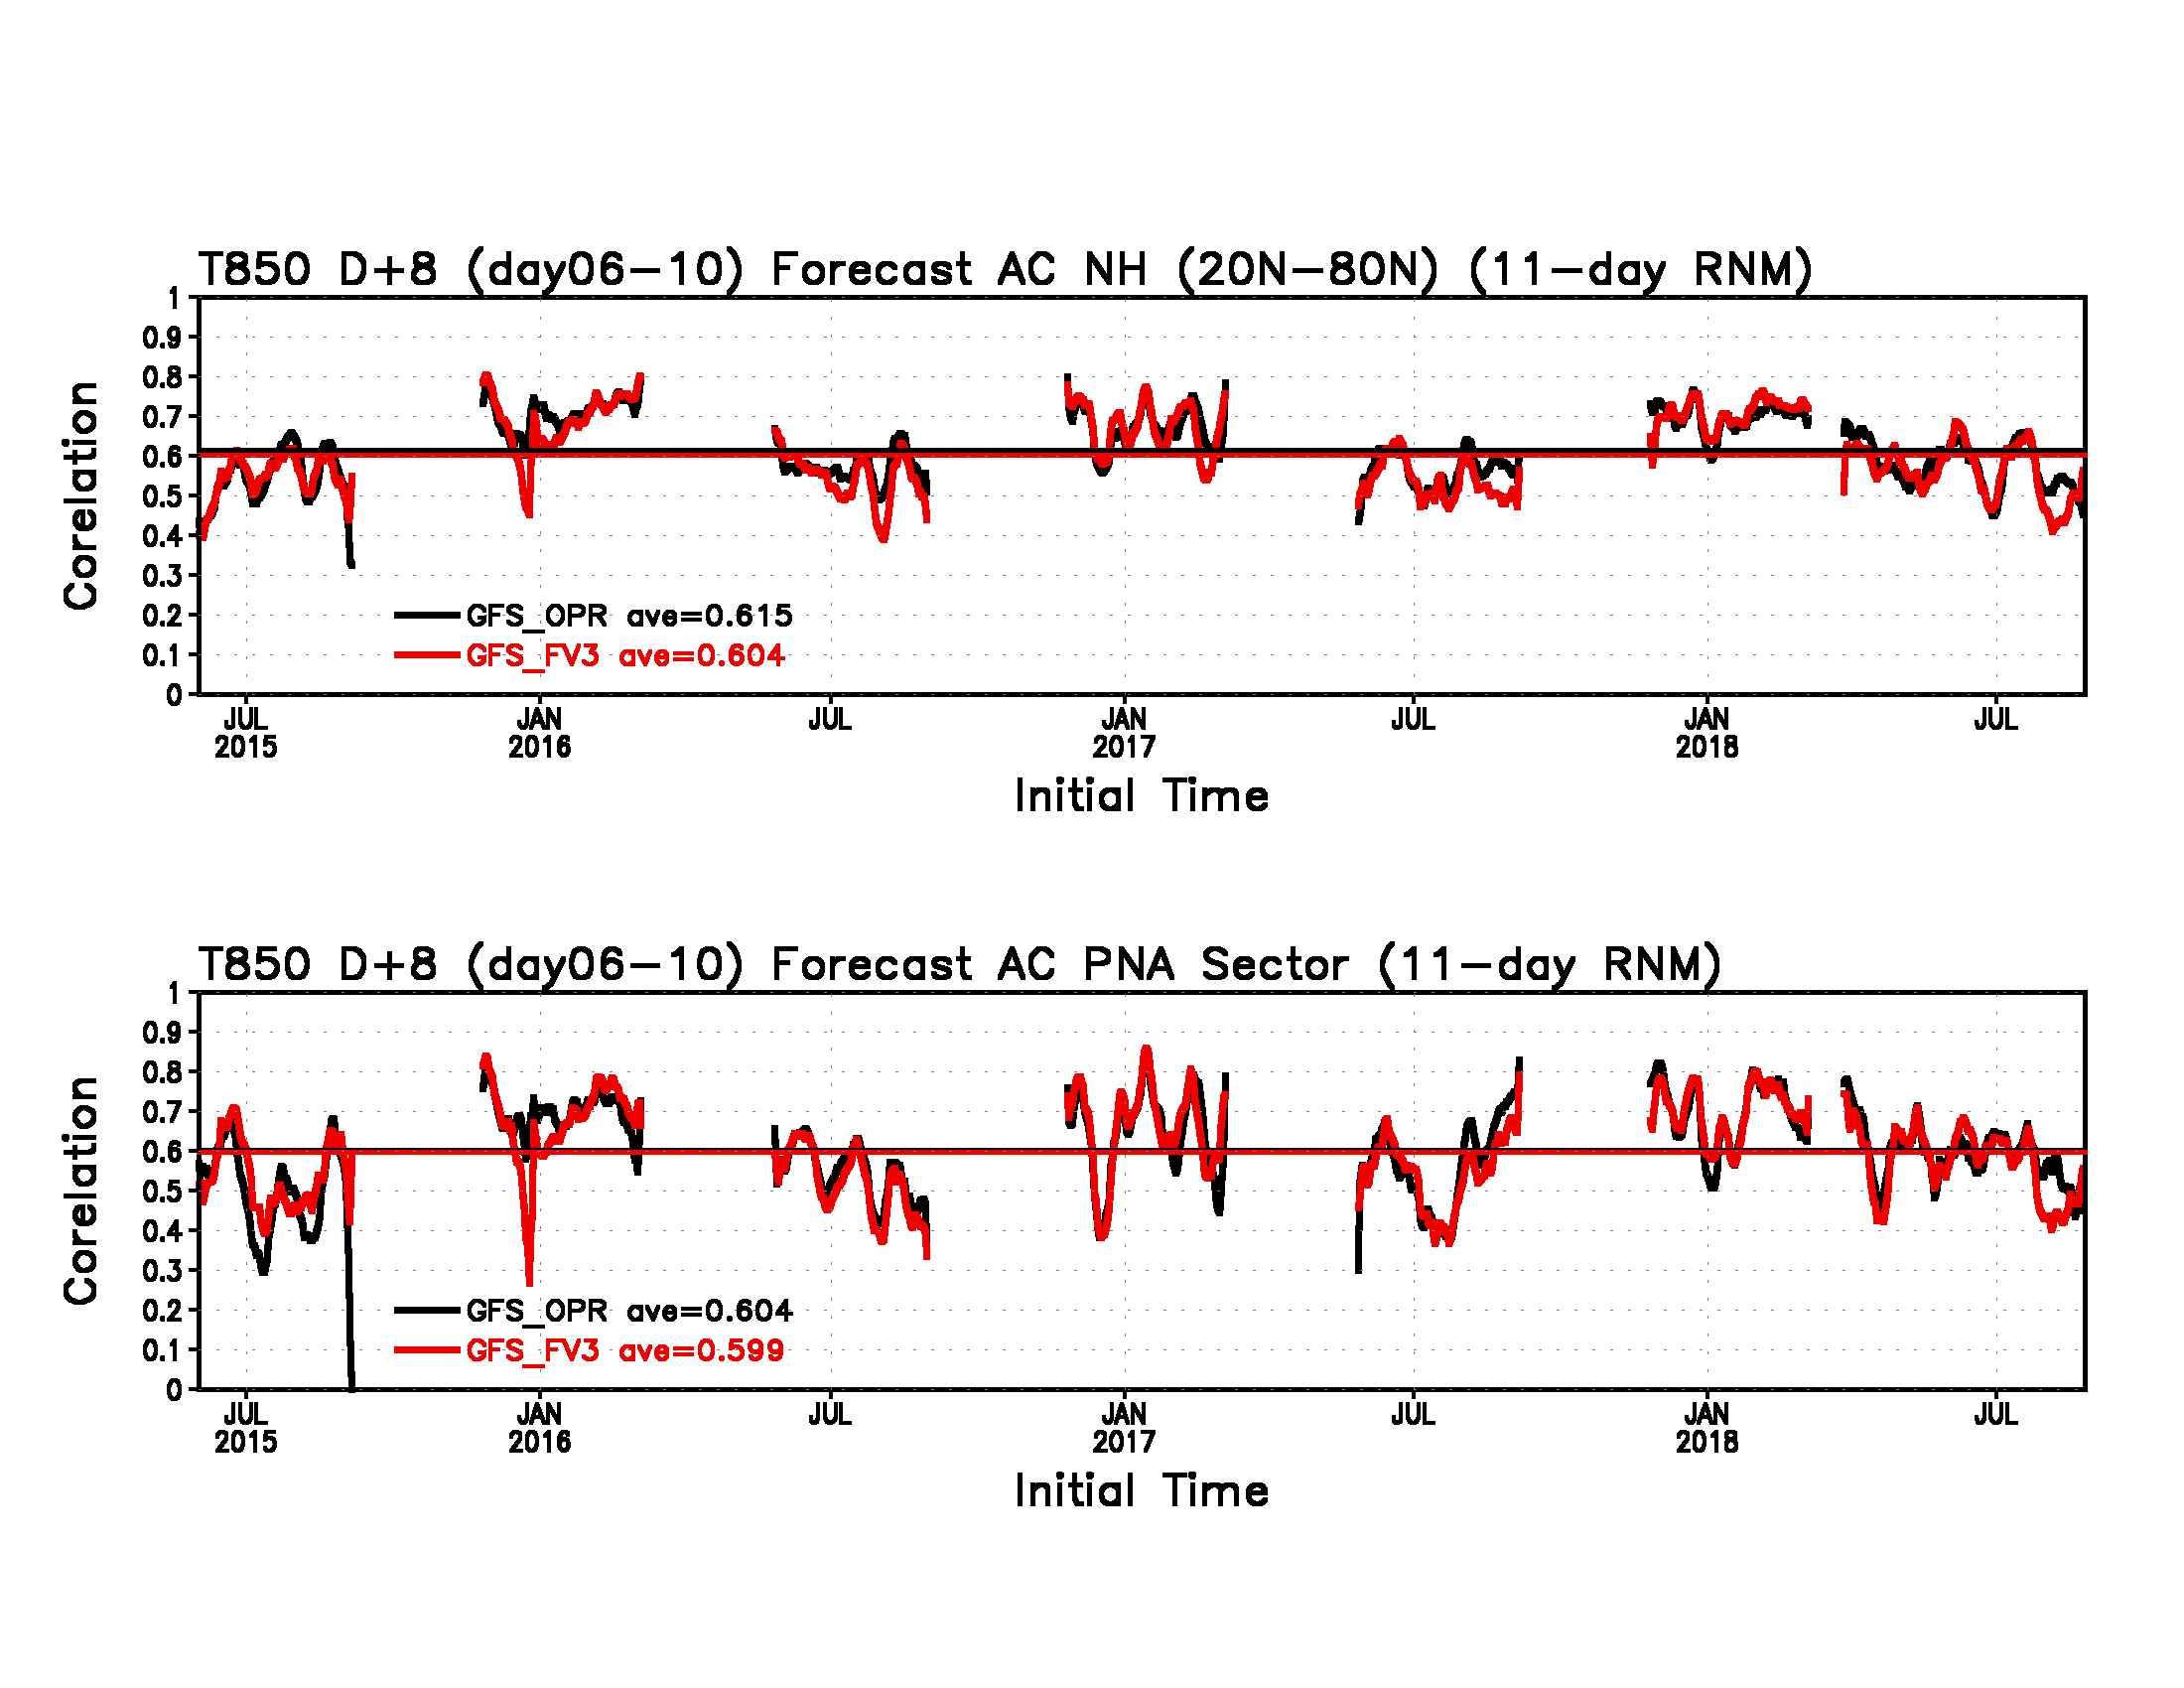 T850 D+8 (day06-10) Forecast AC NH (20N-80N) (11-day RNM)
1
0.9
0.8
0.7
0.6
0.5
0.4
0.3
0.2
0.1
0
Corelation
GFS_OPR ave=0.615
GFS_FV3 ave=0.604
JUL JAN JUL JAN JUL JAN JUL
2015 2016 2017 2018
Initial Time
T850 D+8 (day06-10) Forecast AC PNA Sector (11-day RNM)
1
0.9
0.8
0.7
0.6
0.5
0.4
0.3
0.2
0.1
0
Corelation
GFS_OPR ave=0.604
GFS_FV3 ave=0.599
JUL JAN JUL JAN JUL JAN JUL
2015 2016 2017 2018
Initial Time